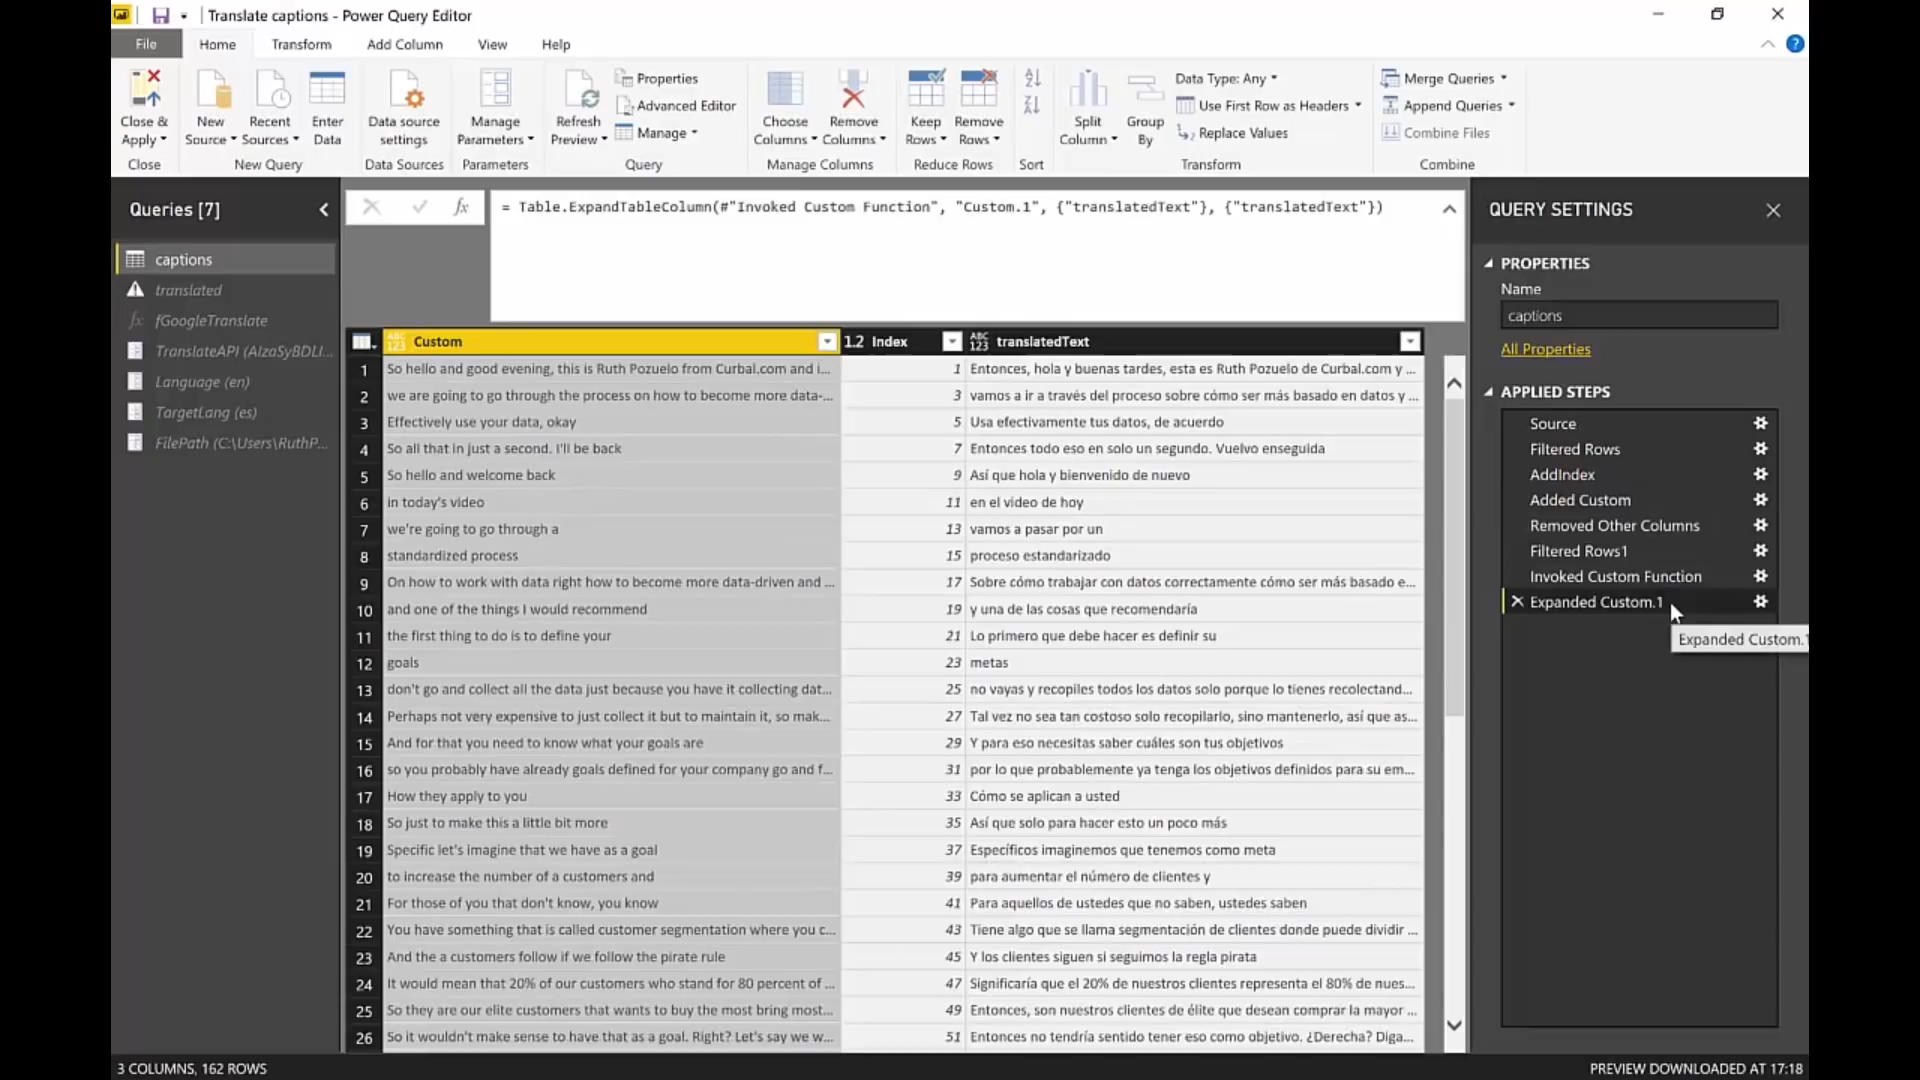 Translate captions - Power Query Editor
File Home Transform Add Column View Help
Close & Apply
New Source
Recent Sources
Enter Data
Data source settings
Manage Parameters
Refresh Preview
Properties
Advanced Editor
Manage
Choose Columns
Remove Columns
Keep Rows
Remove Rows
Split Column
Group By
Data Type: Any
Use First Row as Headers
Replace Values
Merge Queries
Append Queries
Combine Files
Close New Query Data Sources Parameters Query Manage Columns Reduce Rows Sort Transform Combine
Queries [7]
captions
translated
fx fGoogleTranslate
TranslateAPI (AIzaSyBDLI...
Language (en)
TargetLang (es)
FilePath (C:\Users\RuthP...
fx = Table.ExpandTableColumn(#"Invoked Custom Function", "Custom.1", {"translatedText"}, {"translatedText"})
ABC 123 Custom 1.2 Index ABC 123 translatedText
1 So hello and good evening, this is Ruth Pozuelo from Curbal.com and i... 1 Entonces, hola y buenas tardes, esta es Ruth Pozuelo de Curbal.com y ...
2 we are going to go through the process on how to become more data-... 3 vamos a ir a través del proceso sobre cómo ser más basado en datos y ...
3 Effectively use your data, okay 5 Usa efectivamente tus datos, de acuerdo
4 So all that in just a second. I'll be back 7 Entonces todo eso en solo un segundo. Vuelvo enseguida
5 So hello and welcome back 9 Así que hola y bienvenido de nuevo
6 in today's video 11 en el video de hoy
7 we're going to go through a 13 vamos a pasar por un
8 standardized process 15 proceso estandarizado
9 On how to work with data right how to become more data-driven and ... 17 Sobre cómo trabajar con datos correctamente cómo ser más basado e...
10 and one of the things I would recommend 19 y una de las cosas que recomendaría
11 the first thing to do is to define your 21 Lo primero que debe hacer es definir su
12 goals 23 metas
13 don't go and collect all the data just because you have it collecting dat... 25 no vayas y recopiles todos los datos solo porque lo tienes recolectand...
14 Perhaps not very expensive to just collect it but to maintain it, so mak... 27 Tal vez no sea tan costoso solo recopilarlo, sino mantenerlo, así que as...
15 And for that you need to know what your goals are 29 Y para eso necesitas saber cuáles son tus objetivos
16 so you probably have already goals defined for your company go and f... 31 por lo que probablemente ya tenga los objetivos definidos para su em...
17 How they apply to you 33 Cómo se aplican a usted
18 So just to make this a little bit more 35 Así que solo para hacer esto un poco más
19 Specific let's imagine that we have as a goal 37 Específicos imaginemos que tenemos como meta
20 to increase the number of a customers and 39 para aumentar el número de clientes y
21 For those of you that don't know, you know 41 Para aquellos de ustedes que no saben, ustedes saben
22 You have something that is called customer segmentation where you c... 43 Tiene algo que se llama segmentación de clientes donde puede dividir ...
23 And the a customers follow if we follow the pirate rule 45 Y los clientes siguen si seguimos la regla pirata
24 It would mean that 20% of our customers who stand for 80 percent of ... 47 Significaría que el 20% de nuestros clientes representa el 80% de nues...
25 So they are our elite customers that wants to buy the most bring most... 49 Entonces, son nuestros clientes de élite que desean comprar la mayor ...
26 So it wouldn't make sense to have that as a goal. Right? Let's say we w... 51 Entonces no tendría sentido tener eso como objetivo. ¿Derecha? Diga...
QUERY SETTINGS
PROPERTIES
Name
captions
All Properties
APPLIED STEPS
Source
Filtered Rows
AddIndex
Added Custom
Removed Other Columns
Filtered Rows1
Invoked Custom Function
Expanded Custom.1
Expanded Custom.1
3 COLUMNS, 162 ROWS
PREVIEW DOWNLOADED AT 17:18